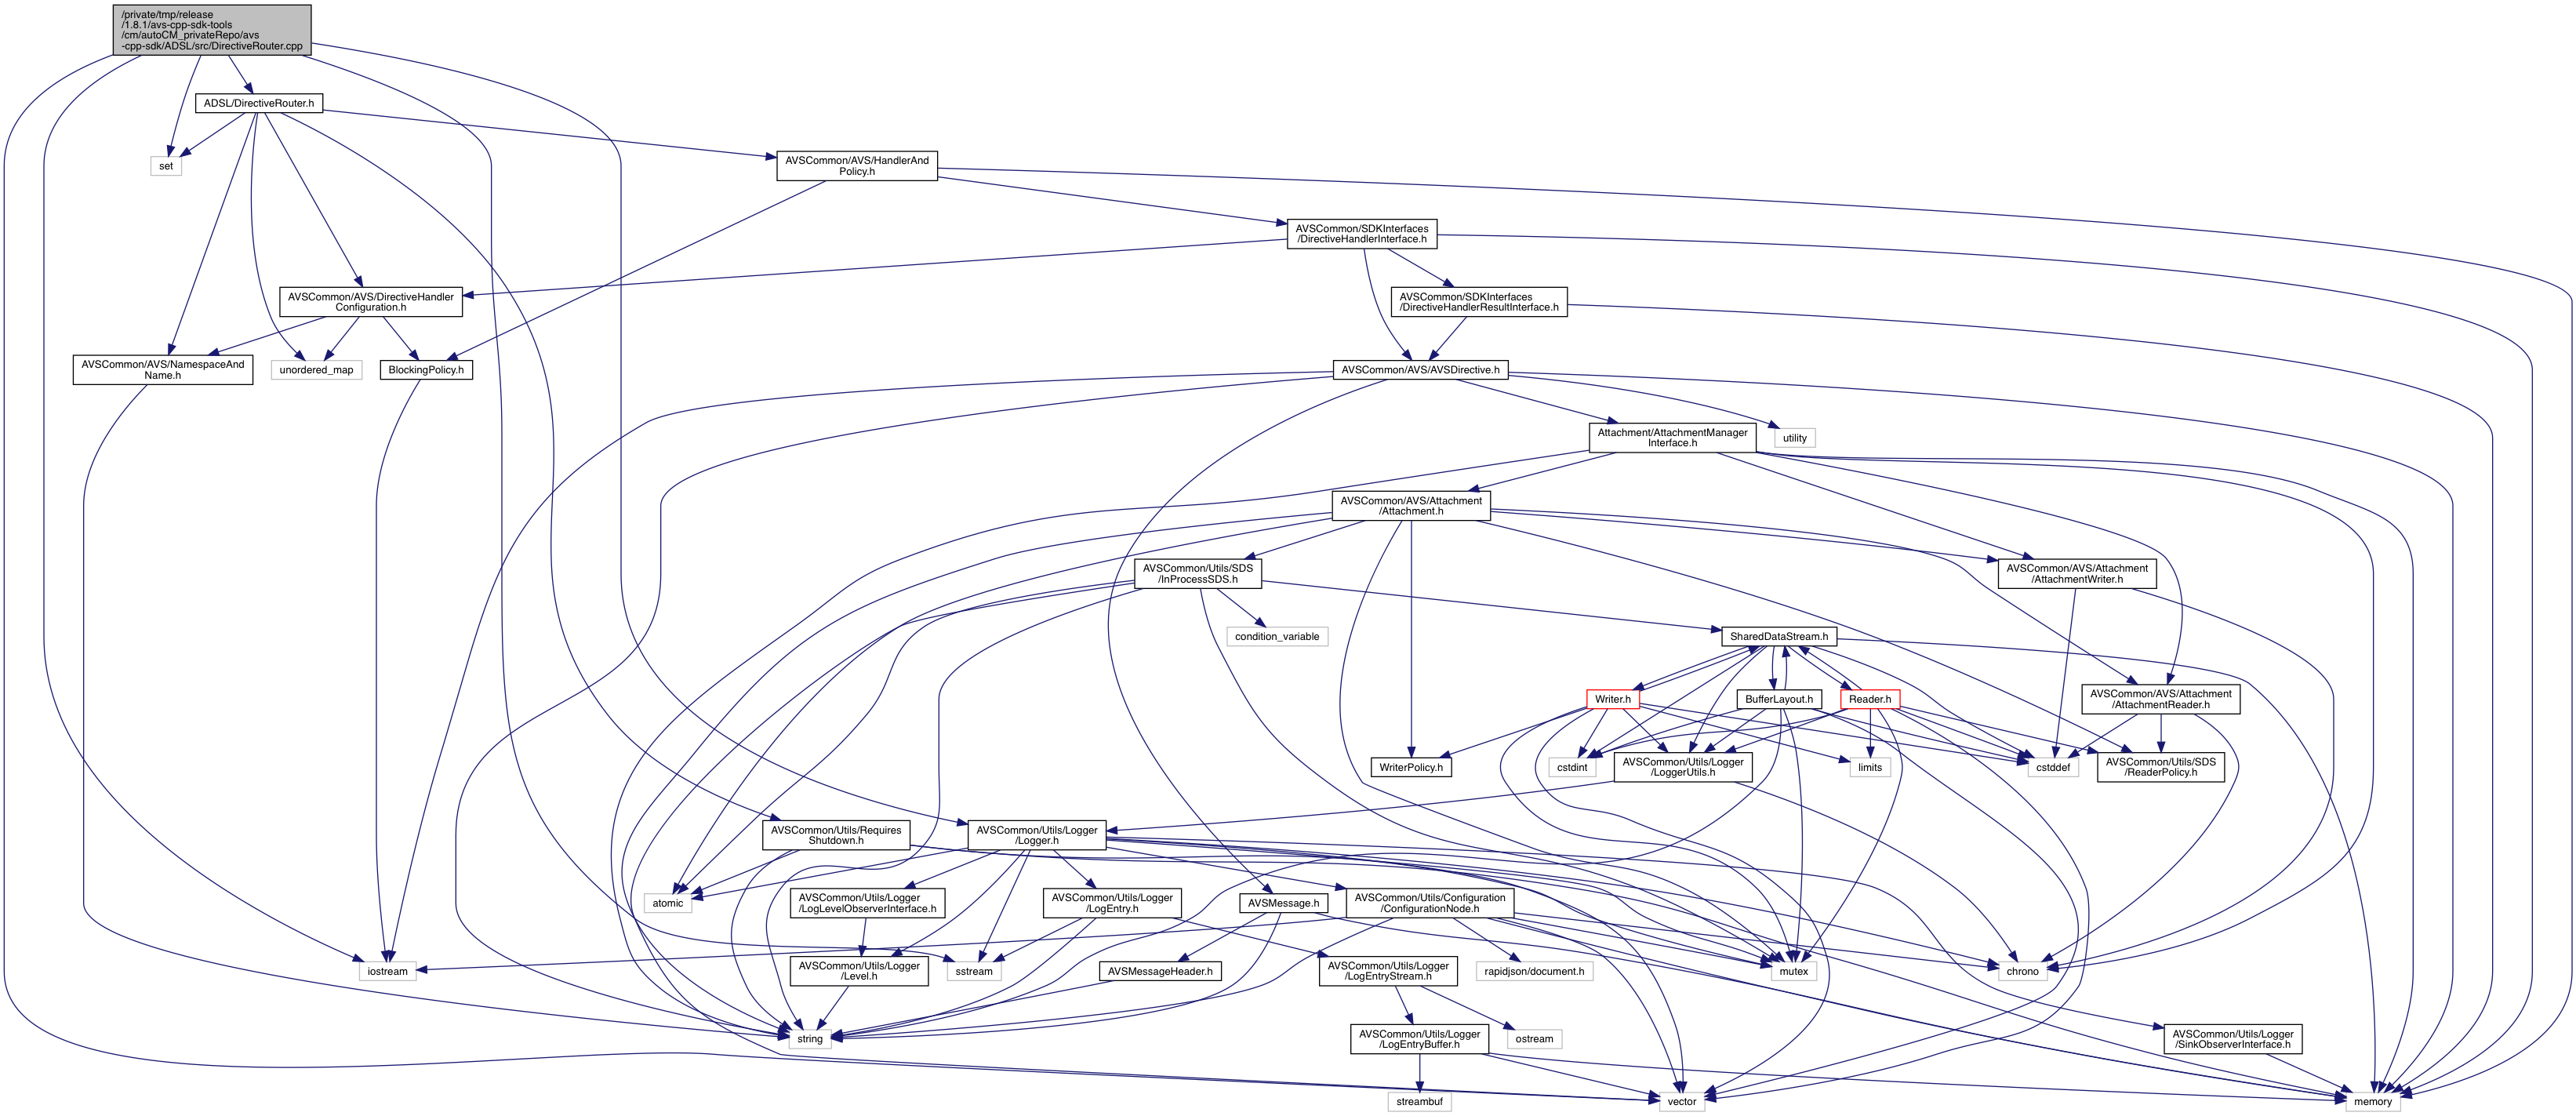 /private/tmp/release
/1.8.1/avs-cpp-sdk-tools
/cm/autoCM_privateRepo/avs
-cpp-sdk/ADSL/src/DirectiveRouter.cpp
ADSL/DirectiveRouter.h
set
AVSCommon/AVS/HandlerAnd
Policy.h
AVSCommon/SDKInterfaces
/DirectiveHandlerInterface.h
AVSCommon/AVS/DirectiveHandler
Configuration.h
AVSCommon/SDKInterfaces
/DirectiveHandlerResultInterface.h
AVSCommon/AVS/NamespaceAnd
Name.h
unordered_map
BlockingPolicy.h
AVSCommon/AVS/AVSDirective.h
Attachment/AttachmentManager
Interface.h
utility
AVSCommon/AVS/Attachment
/Attachment.h
AVSCommon/Utils/SDS
/InProcessSDS.h
AVSCommon/AVS/Attachment
/AttachmentWriter.h
condition_variable
SharedDataStream.h
Writer.h
BufferLayout.h
Reader.h
AVSCommon/AVS/Attachment
/AttachmentReader.h
WriterPolicy.h
cstdint
AVSCommon/Utils/Logger
/LoggerUtils.h
limits
cstddef
AVSCommon/Utils/SDS
/ReaderPolicy.h
AVSCommon/Utils/Requires
Shutdown.h
AVSCommon/Utils/Logger
/Logger.h
atomic
AVSCommon/Utils/Logger
/LogLevelObserverInterface.h
AVSCommon/Utils/Logger
/LogEntry.h
AVSMessage.h
AVSCommon/Utils/Configuration
/ConfigurationNode.h
iostream
AVSCommon/Utils/Logger
/Level.h
sstream
AVSMessageHeader.h
AVSCommon/Utils/Logger
/LogEntryStream.h
rapidjson/document.h
mutex
chrono
string
AVSCommon/Utils/Logger
/LogEntryBuffer.h
ostream
AVSCommon/Utils/Logger
/SinkObserverInterface.h
streambuf
vector
memory